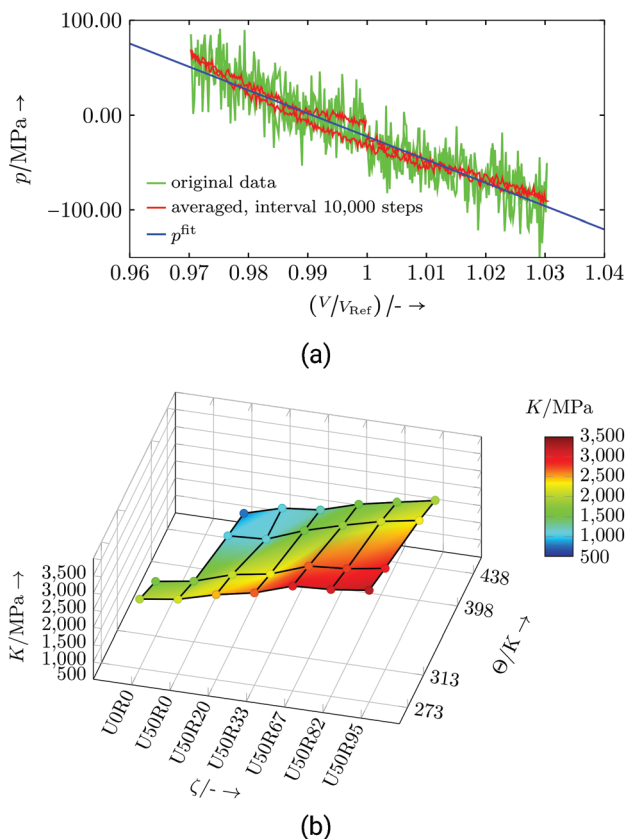 100.00
0.00
−100.00
p/MPa →
original data
averaged, interval 10,000 steps
p^fit
0.96 0.97 0.98 0.99 1 1.01 1.02 1.03 1.04
(V/V_Ref) /- →
(a)
K/MPa
3,500
3,000
2,500
2,000
1,500
1,000
500
3,500
3,000
2,500
2,000
1,500
1,000
500
K/MPa →
438
398
313
273
Θ/K →
U0R0
U50R0
U50R20
U50R33
U50R67
U50R82
U50R95
ζ/- →
(b)